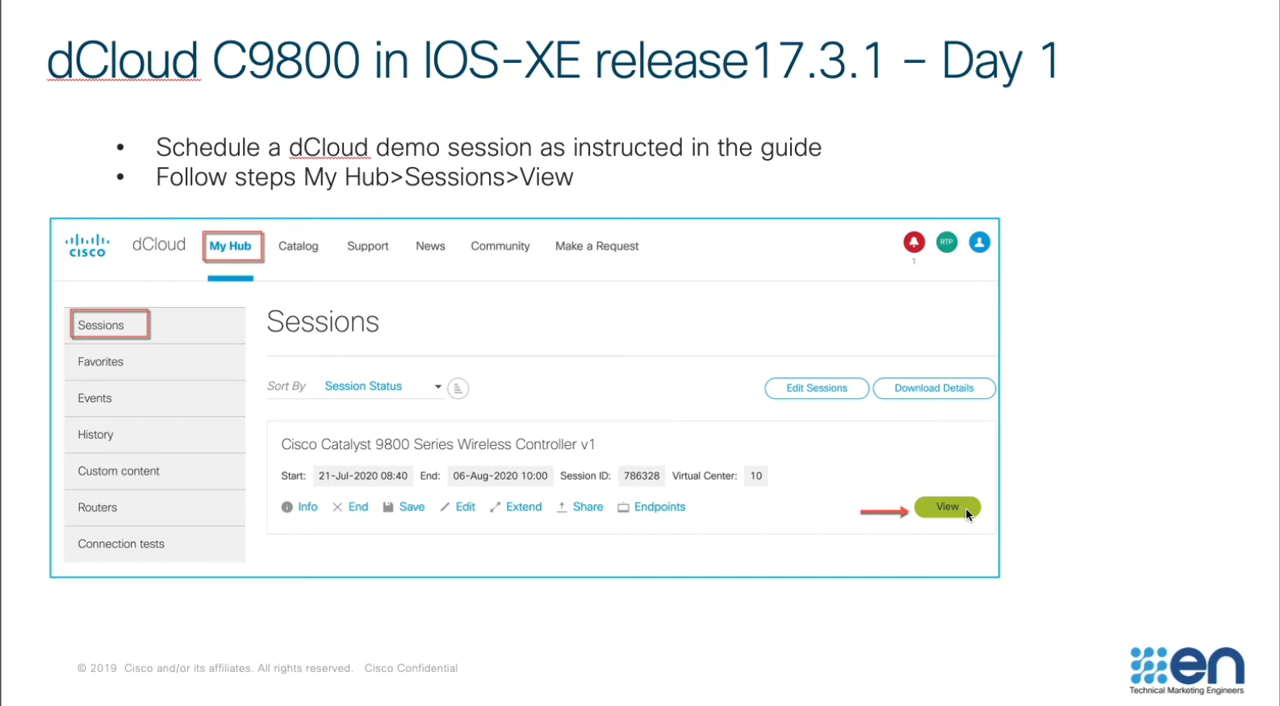 dCloud C9800 in IOS-XE release17.3.1 – Day 1
• Schedule a dCloud demo session as instructed in the guide
• Follow steps My Hub>Sessions>View
CISCO dCloud My Hub Catalog Support News Community Make a Request RTP
1
Sessions
Favorites
Events
History
Custom content
Routers
Connection tests
Sessions
Sort By Session Status Edit Sessions Download Details
Cisco Catalyst 9800 Series Wireless Controller v1
Start: 21-Jul-2020 08:40 End: 06-Aug-2020 10:00 Session ID: 786328 Virtual Center: 10
Info End Save Edit Extend Share Endpoints View
© 2019 Cisco and/or its affiliates. All rights reserved. Cisco Confidential
en
Technical Marketing Engineers